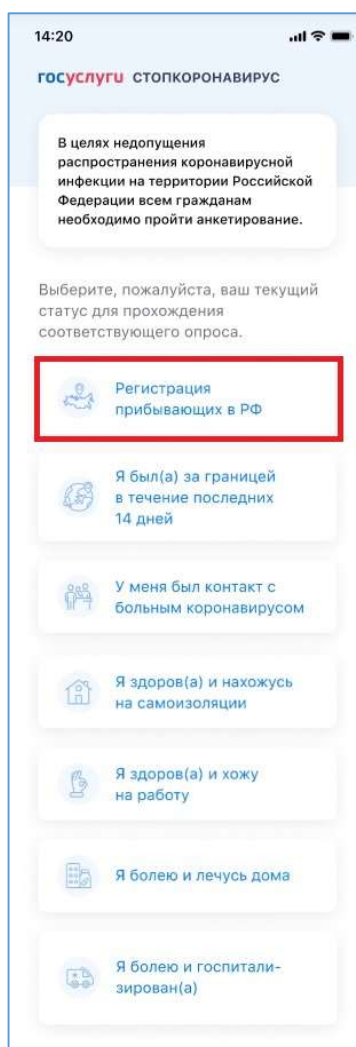 14:20
госуслуги СТОПКОРОНАВИРУС
В целях недопущения
распространения коронавирусной
инфекции на территории Российской
Федерации всем гражданам
необходимо пройти анкетирование.
Выберите, пожалуйста, ваш текущий
статус для прохождения
соответствующего опроса.
Регистрация
прибывающих в РФ
Я был(а) за границей
в течение последних
14 дней
У меня был контакт с
больным коронавирусом
Я здоров(а) и нахожусь
на самоизоляции
Я здоров(а) и хожу
на работу
Я болею и лечусь дома
Я болею и госпитали-
зирован(а)